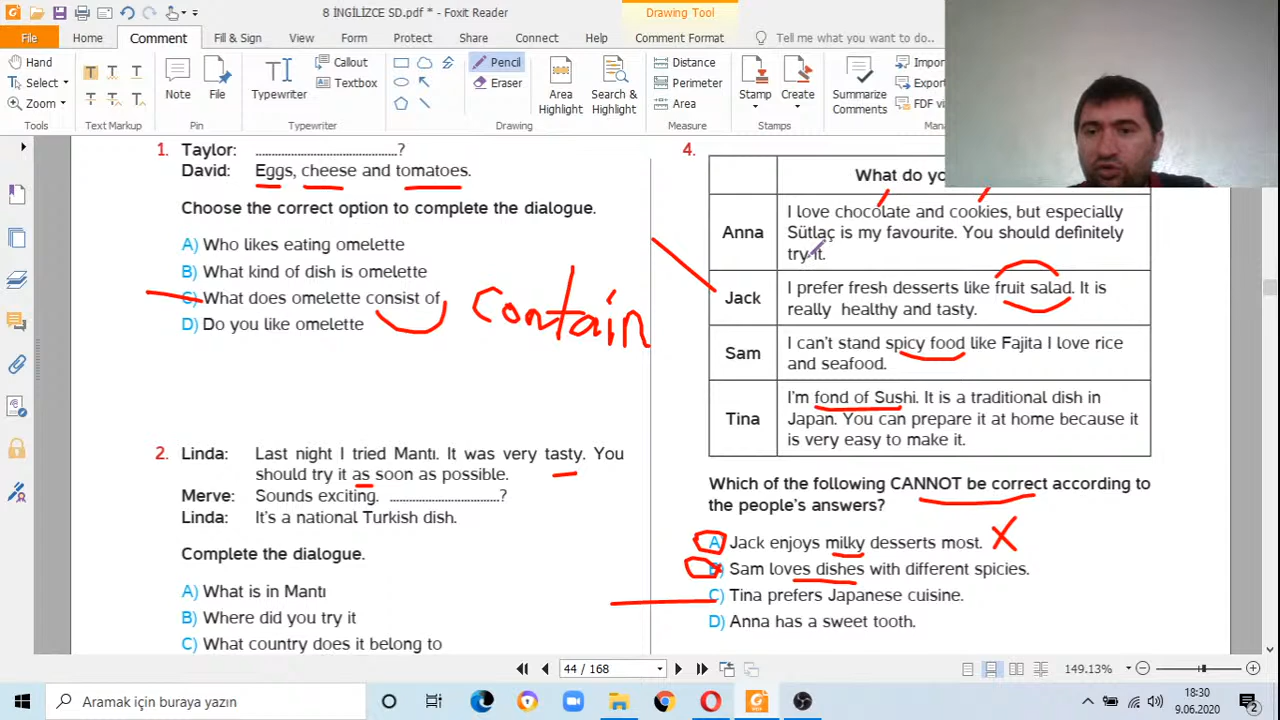 8 İNGİLİZCE SD.pdf * - Foxit Reader
Drawing Tool
File Home Comment Fill & Sign View Form Protect Share Connect Help Comment Format Tell me what you want to do..
Hand
Select
Zoom
Tools
T T T
T T T
Text Markup
Note
File
Pin
Typewriter
Callout
Textbox
Typewriter
Pencil
Eraser
Area Highlight
Search & Highlight
Drawing
Distance
Perimeter
Area
Measure
Stamp
Create
Stamps
Summarize Comments
Impor
Export
FDF vi
Man
1. Taylor: ............................................?
David: Eggs, cheese and tomatoes.
Choose the correct option to complete the dialogue.
A) Who likes eating omelette
B) What kind of dish is omelette
C) What does omelette consist of
D) Do you like omelette
contain
2. Linda: Last night I tried Mantı. It was very tasty. You
should try it as soon as possible.
Merve: Sounds exciting. .................................?
Linda: It's a national Turkish dish.
Complete the dialogue.
A) What is in Mantı
B) Where did you try it
C) What country does it belong to
4.
What do yo
Anna
I love chocolate and cookies, but especially
Sütlaç is my favourite. You should definitely
try it.
Jack
I prefer fresh desserts like fruit salad. It is
really healthy and tasty.
Sam
I can't stand spicy food like Fajita I love rice
and seafood.
Tina
I'm fond of Sushi. It is a traditional dish in
Japan. You can prepare it at home because it
is very easy to make it.
Which of the following CANNOT be correct according to
the people's answers?
A) Jack enjoys milky desserts most. X
B) Sam loves dishes with different spicies.
C) Tina prefers Japanese cuisine.
D) Anna has a sweet tooth.
44 / 168
149.13%
Aramak için buraya yazın
18:30
9.06.2020
2